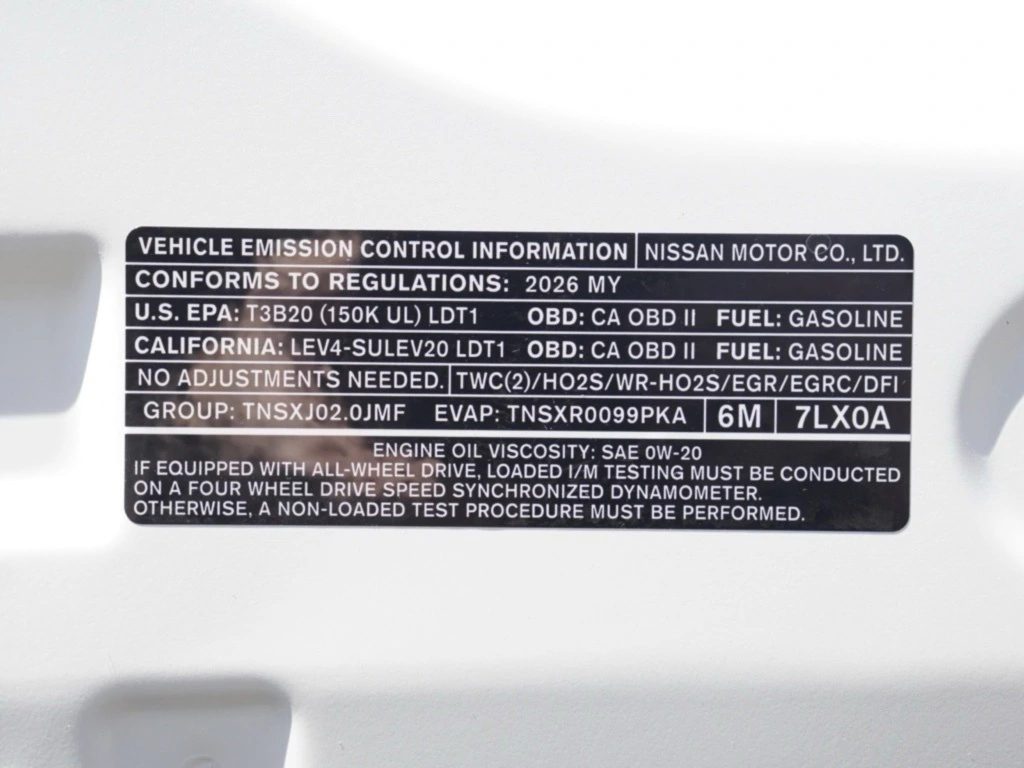 VEHICLE EMISSION CONTROL INFORMATION NISSAN MOTOR CO., LTD.
CONFORMS TO REGULATIONS: 2026 MY
U.S. EPA: T3B20 (150K UL) LDT1 OBD: CA OBD II FUEL: GASOLINE
CALIFORNIA: LEV4-SULEV20 LDT1 OBD: CA OBD II FUEL: GASOLINE
NO ADJUSTMENTS NEEDED. TWC(2)/HO2S/WR-HO2S/EGR/EGRC/DFI
GROUP: TNSXJ02.0JMF EVAP: TNSXR0099PKA 6M 7LX0A
ENGINE OIL VISCOSITY: SAE 0W-20
IF EQUIPPED WITH ALL-WHEEL DRIVE, LOADED I/M TESTING MUST BE CONDUCTED
ON A FOUR WHEEL DRIVE SPEED SYNCHRONIZED DYNAMOMETER.
OTHERWISE, A NON-LOADED TEST PROCEDURE MUST BE PERFORMED.